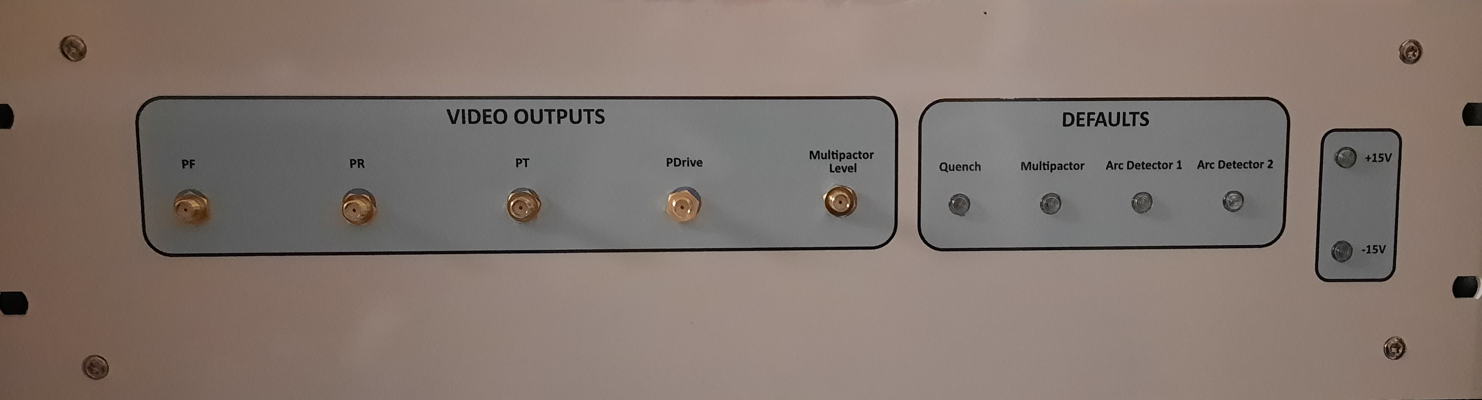 VIDEO OUTPUTS
PF
PR
PT
PDrive
Multipactor
Level
DEFAULTS
Quench
Multipactor
Arc Detector 1
Arc Detector 2
+15V
-15V